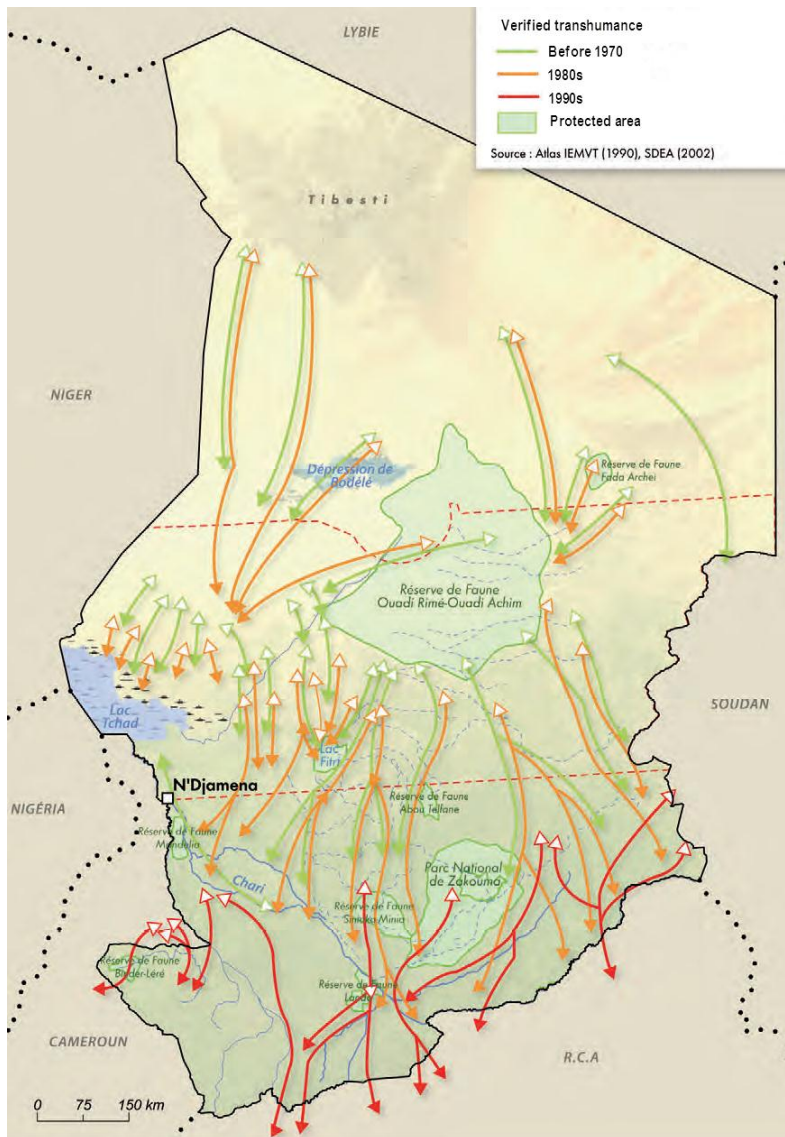 Verified transhumance
Before 1970
1980s
1990s
Protected area
Source : Atlas IEMVT (1990), SDEA (2002)
LYBIE
Tibesti
NIGER
Dépression de
Bodélé
Réserve de Faune
Fada Archei
Réserve de Faune
Ouadi Rimé-Ouadi Achim
SOUDAN
Lac
Tchad
Lac
Fitri
N'Djamena
NIGÉRIA
Réserve de Faune
Abou Telfane
Réserve de Faune
Mandelia
Parc National
de Zakouma
Chari
Réserve de Faune
Siniaka Minia
Réserve de Faune
Binder-Léré
Réserve de Faune
CAMEROUN
R.C.A
0 75 150 km